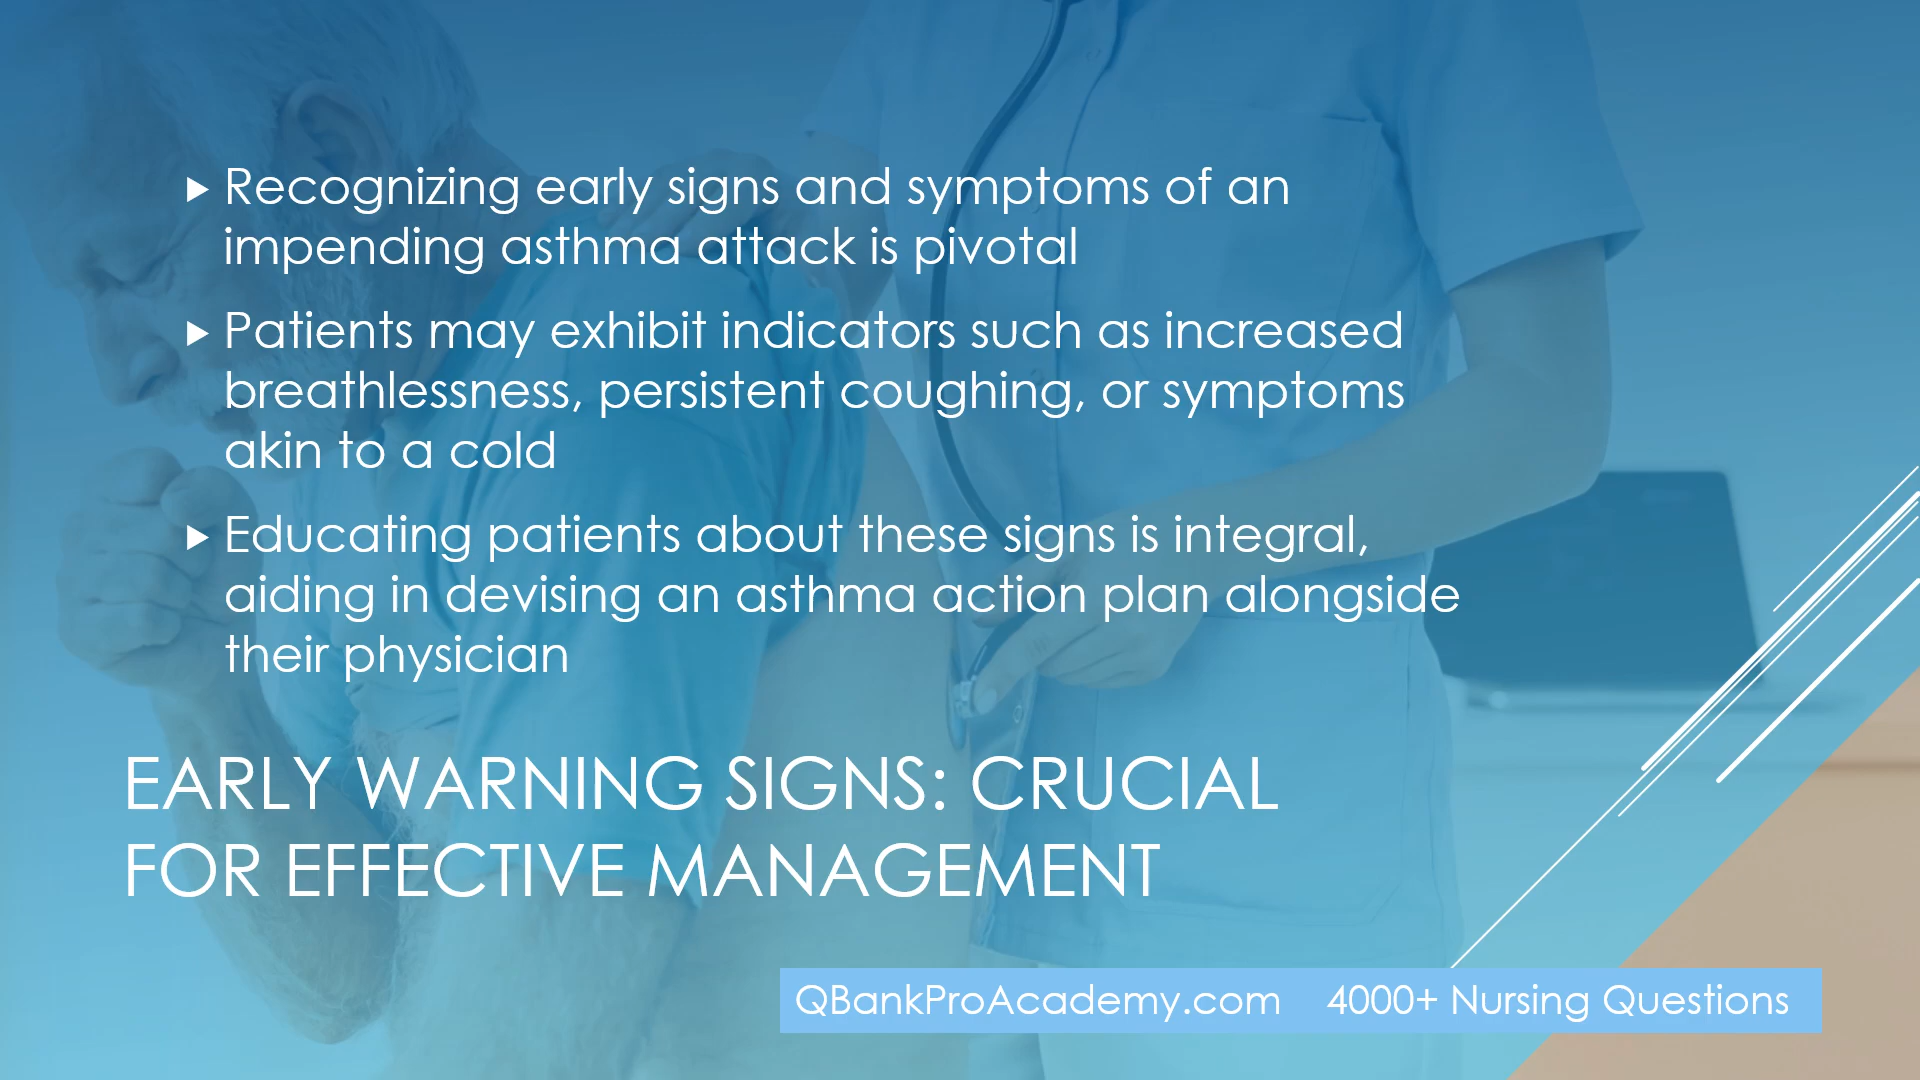 Recognizing early signs and symptoms of an
impending asthma attack is pivotal
Patients may exhibit indicators such as increased
breathlessness, persistent coughing, or symptoms
akin to a cold
Educating patients about these signs is integral,
aiding in devising an asthma action plan alongside
their physician
EARLY WARNING SIGNS: CRUCIAL
FOR EFFECTIVE MANAGEMENT
QBankProAcademy.com 4000+ Nursing Questions